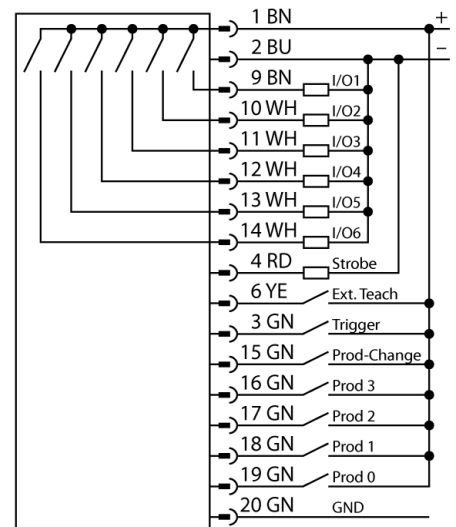 1 BN +
2 BU −
9 BN I/O1
10 WH I/O2
11 WH I/O3
12 WH I/O4
13 WH I/O5
14 WH I/O6
4 RD Strobe
6 YE Ext. Teach
3 GN Trigger
15 GN Prod-Change
16 GN Prod 3
17 GN Prod 2
18 GN Prod 1
19 GN Prod 0
20 GN GND